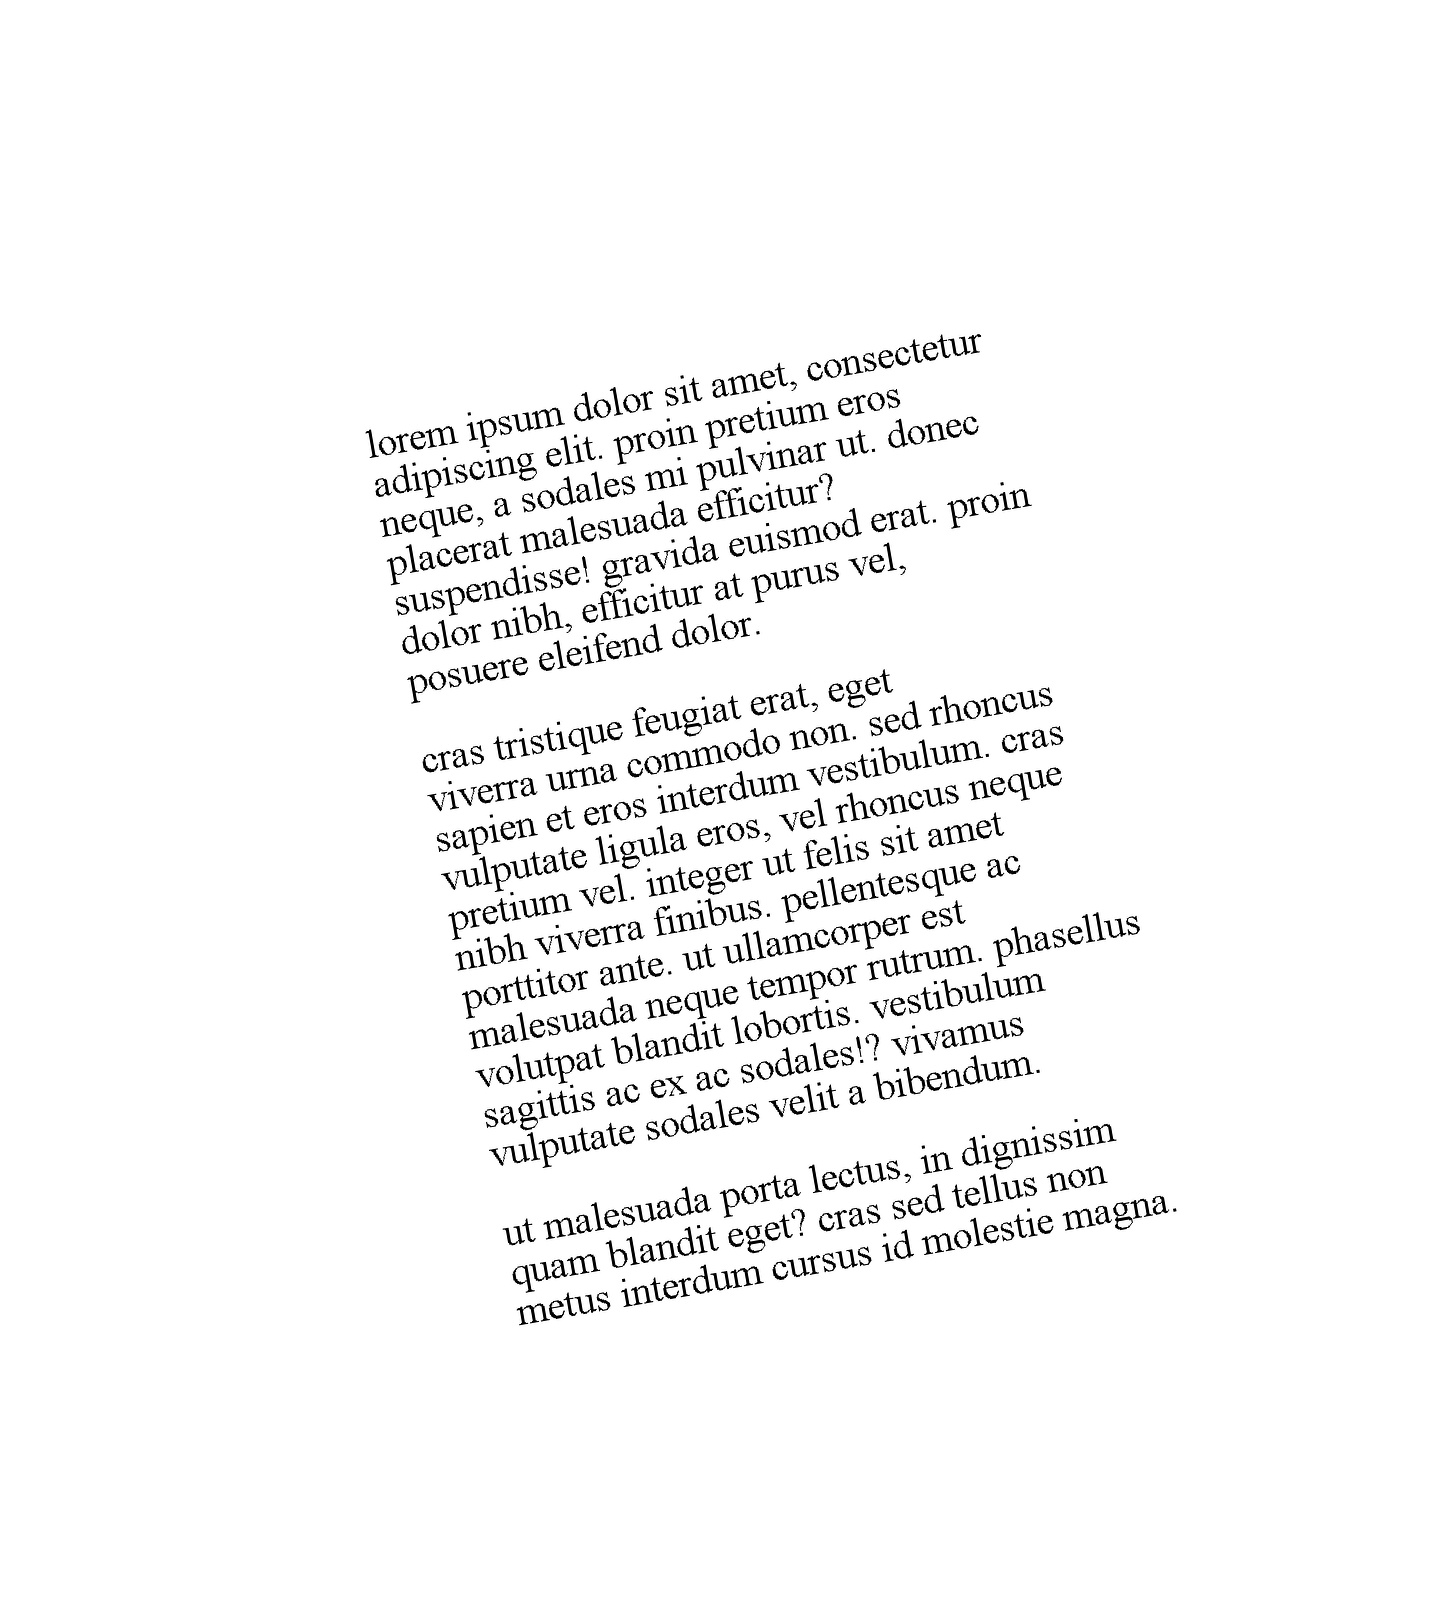 lorem ipsum dolor sit amet, consectetur
adipiscing elit. proin pretium eros
neque, a sodales mi pulvinar ut. donec
placerat malesuada efficitur?
suspendisse! gravida euismod erat. proin
dolor nibh, efficitur at purus vel,
posuere eleifend dolor.

cras tristique feugiat erat, eget
viverra urna commodo non. sed rhoncus
sapien et eros interdum vestibulum. cras
vulputate ligula eros, vel rhoncus neque
pretium vel. integer ut felis sit amet
nibh viverra finibus. pellentesque ac
porttitor ante. ut ullamcorper est
malesuada neque tempor rutrum. phasellus
volutpat blandit lobortis. vestibulum
sagittis ac ex ac sodales!? vivamus
vulputate sodales velit a bibendum.

ut malesuada porta lectus, in dignissim
quam blandit eget? cras sed tellus non
metus interdum cursus id molestie magna.